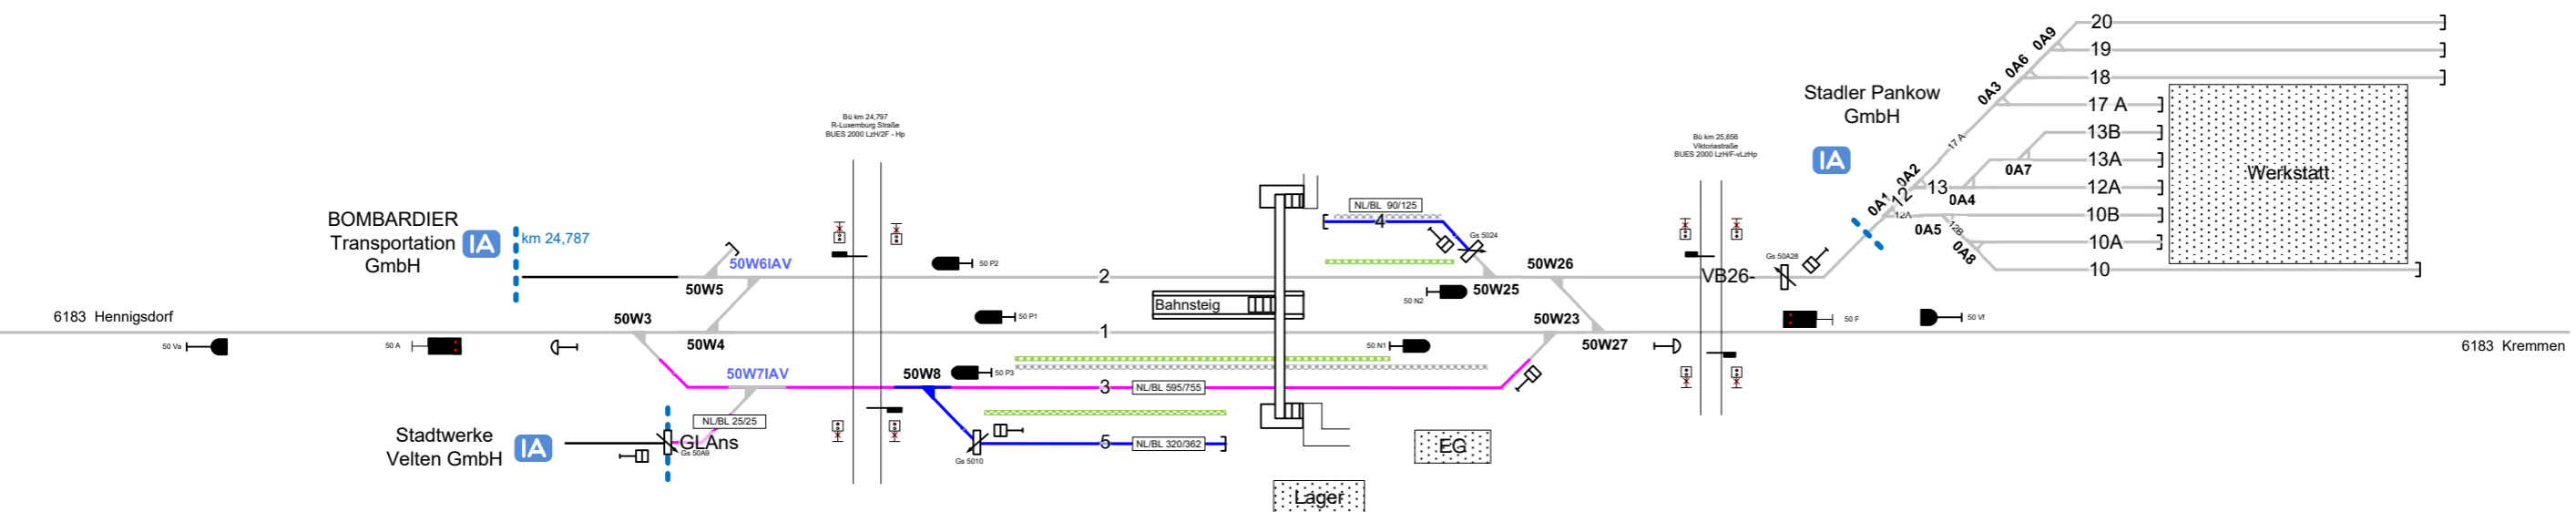 20
0A9
19
0A6
18
0A3
17 A
17 A
13B
13A
0A7
0A2
13
12A
0A4
0A1
12
12A
10B
0A5
12B
10A
0A8
10
Werkstatt
Stadler Pankow
GmbH
IA
Bü km 24,797
R-Luxemburg Straße
BUES 2000 LzH/2F - Hp
Bü km 25,656
Viktoriastraße
BUES 2000 LzH/F-vLzHp
BOMBARDIER
Transportation
GmbH
IA
km 24,787
50W6IAV
50W5
50 P2
2
NL/BL 90/125
4
Gs 5024
50W25
50W26
VB26-
Gs 50A28
50 N2
Bahnsteig
6183 Hennigsdorf
50W3
50W4
50 P1
1
50W23
50W27
50 F
50 Vf
6183 Kremmen
50 Va
50 A
50 N1
50W7IAV
50W8
50 P3
3
NL/BL 595/755
NL/BL 25/25
Stadtwerke
Velten GmbH
IA
GLAns
Gs 50A9
Gs 5010
5
NL/BL 320/362
EG
Lager